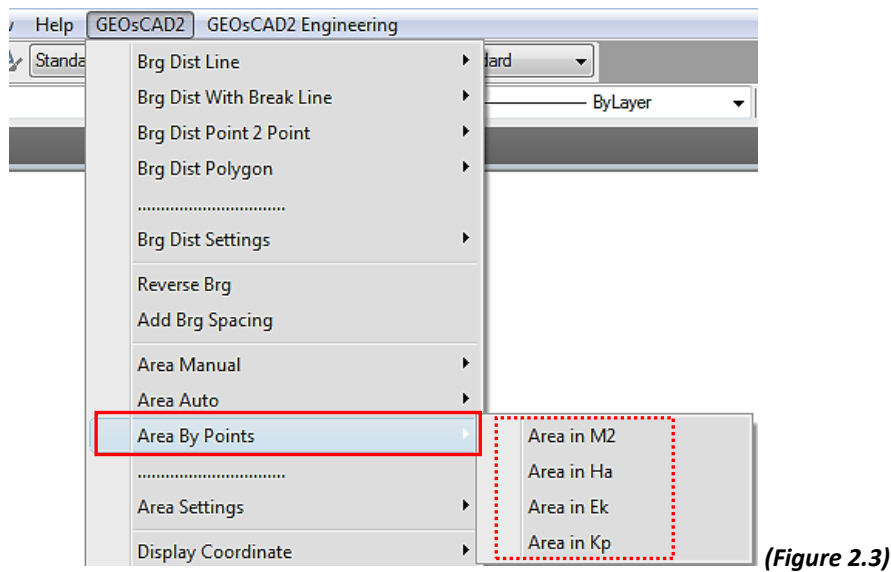 Help GEOsCAD2 GEOsCAD2 Engineering
Standa
Brg Dist Line
Brg Dist With Break Line
ByLayer
Brg Dist Point 2 Point
Brg Dist Polygon
................................
Brg Dist Settings
Reverse Brg
Add Brg Spacing
Area Manual
Area Auto
Area By Points
Area in M2
................................
Area in Ha
Area Settings
Area in Ek
Display Coordinate
Area in Kp
(Figure 2.3)